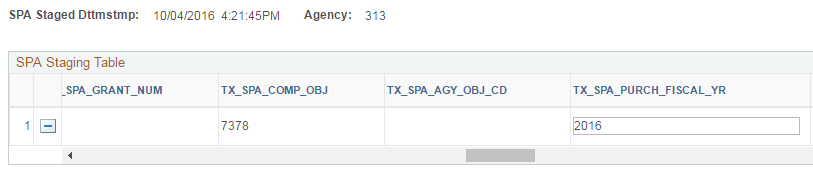 SPA Staged Dttmstmp: 10/04/2016 4:21:45PM Agency: 313
SPA Staging Table
_SPA_GRANT_NUM TX_SPA_COMP_OBJ TX_SPA_AGY_OBJ_CD TX_SPA_PURCH_FISCAL_YR
1 7378 2016